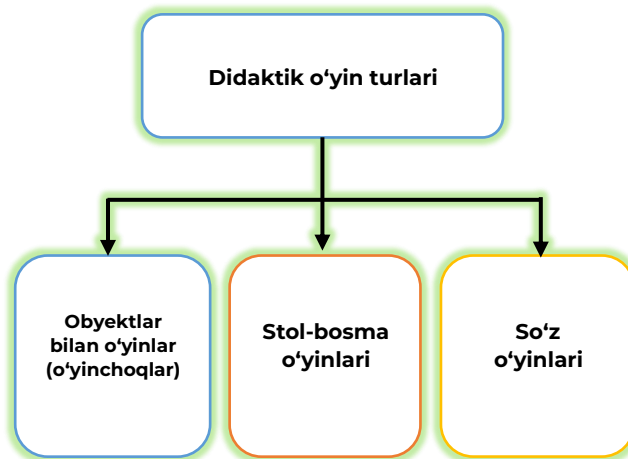 Didaktik o‘yin turlari
Obyektlar
bilan o‘yinlar
(o‘yinchoqlar)
Stol-bosma
o‘yinlari
So‘z
o‘yinlari